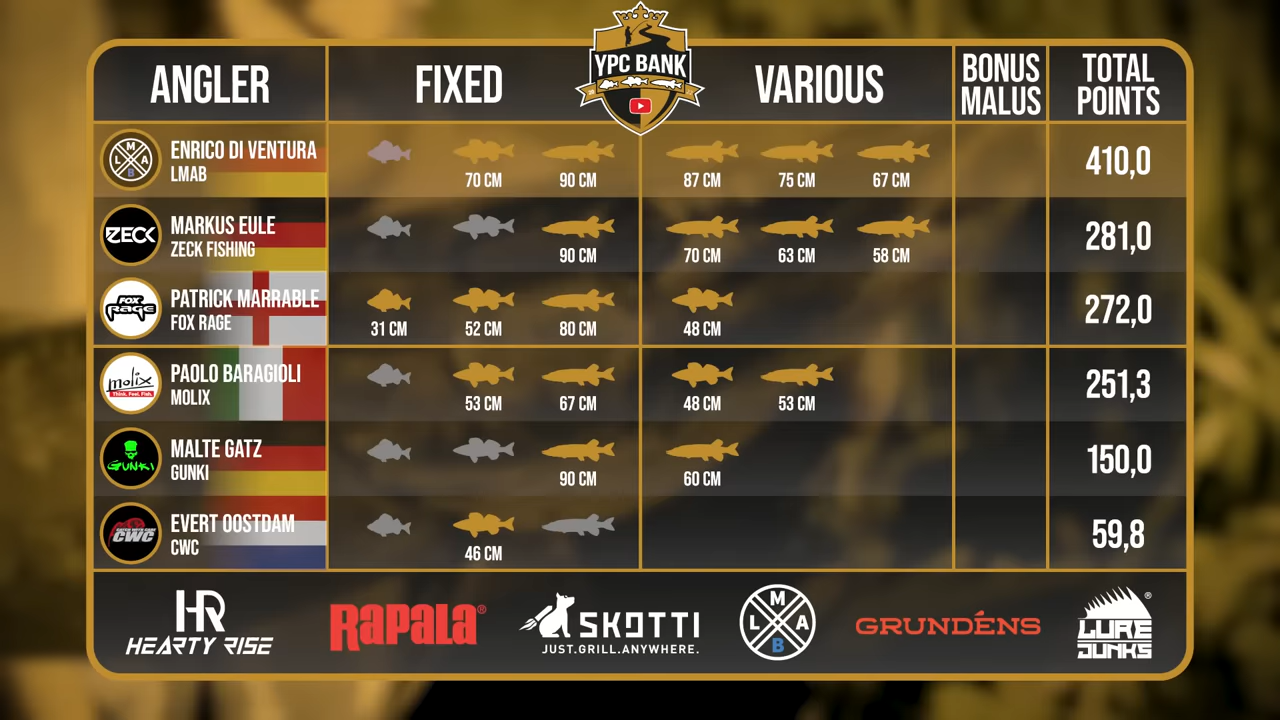 YPC BANK
ANGLER
FIXED
VARIOUS
BONUS
MALUS
TOTAL
POINTS
LMAB
ENRICO DI VENTURA
LMAB
70 CM
90 CM
87 CM
75 CM
67 CM
410,0
ZECK
MARKUS EULE
ZECK FISHING
90 CM
70 CM
63 CM
58 CM
281,0
FOX
RAGE
PATRICK MARRABLE
FOX RAGE
31 CM
52 CM
80 CM
48 CM
272,0
molix
Think. Feel. Fish.
PAOLO BARAGIOLI
MOLIX
53 CM
67 CM
48 CM
53 CM
251,3
GUNKI
MALTE GATZ
GUNKI
90 CM
60 CM
150,0
CWC
EVERT OOSTDAM
CWC
46 CM
59,8
HR
HEARTY RISE
RAPALA®
SKOTTI
JUST.GRILL.ANYWHERE.
LMAB
GRUNDÉNS
LURE
JUNKS®